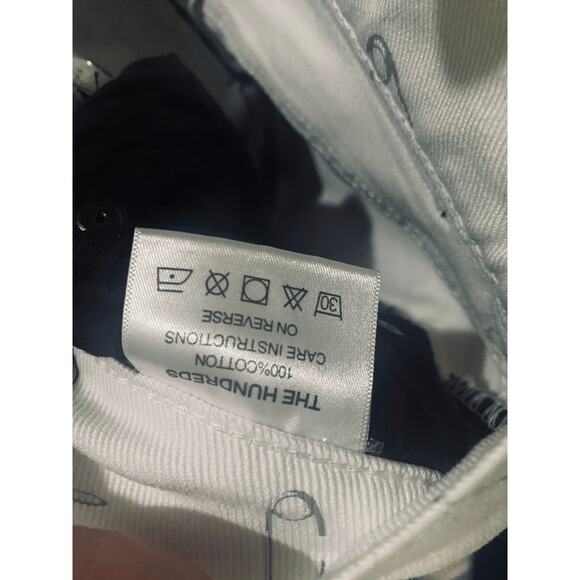 THE HUNDREDS
100%COTTON
CARE INSTRUCTIONS
ON REVERSE
30